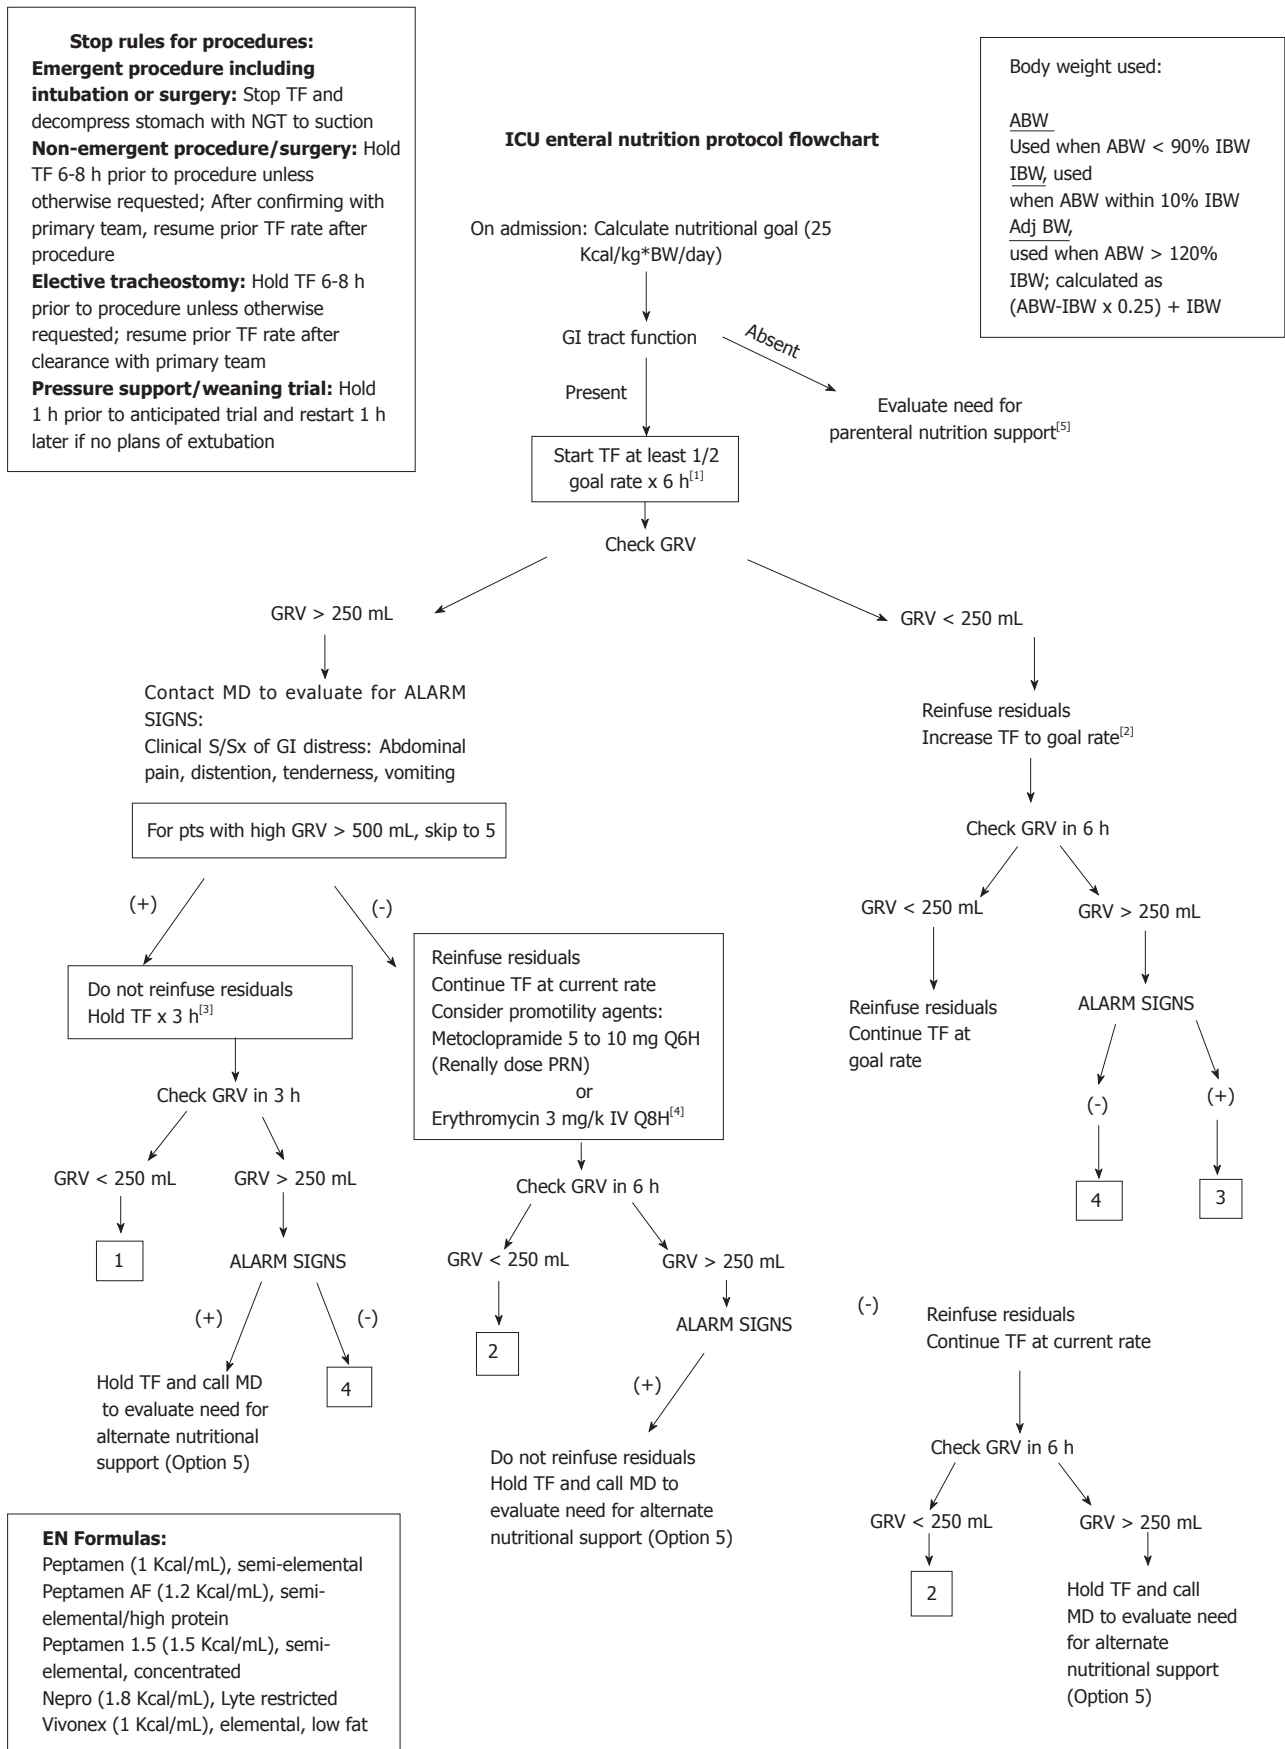 Stop rules for procedures:
Emergent procedure including
intubation or surgery: Stop TF and
decompress stomach with NGT to suction
Non-emergent procedure/surgery: Hold
TF 6-8 h prior to procedure unless
otherwise requested; After confirming with
primary team, resume prior TF rate after
procedure
Elective tracheostomy: Hold TF 6-8 h
prior to procedure unless otherwise
requested; resume prior TF rate after
clearance with primary team
Pressure support/weaning trial: Hold
1 h prior to anticipated trial and restart 1 h
later if no plans of extubation
ICU enteral nutrition protocol flowchart
Body weight used:
ABW
Used when ABW < 90% IBW
IBW, used
when ABW within 10% IBW
Adj BW,
used when ABW > 120%
IBW; calculated as
(ABW-IBW x 0.25) + IBW
On admission: Calculate nutritional goal (25
Kcal/kg*BW/day)
GI tract function
Absent
Present
Evaluate need for
parenteral nutrition support[5]
Start TF at least 1/2
goal rate x 6 h[1]
Check GRV
GRV > 250 mL
GRV < 250 mL
Contact MD to evaluate for ALARM
SIGNS:
Clinical S/Sx of GI distress: Abdominal
pain, distention, tenderness, vomiting
For pts with high GRV > 500 mL, skip to 5
(+)
(-)
Do not reinfuse residuals
Hold TF x 3 h[3]
Check GRV in 3 h
GRV < 250 mL
GRV > 250 mL
1
ALARM SIGNS
(+)
(-)
Hold TF and call MD
to evaluate need for
alternate nutritional
support (Option 5)
4
Reinfuse residuals
Continue TF at current rate
Consider promotility agents:
Metoclopramide 5 to 10 mg Q6H
(Renally dose PRN)
or
Erythromycin 3 mg/k IV Q8H[4]
Check GRV in 6 h
GRV < 250 mL
GRV > 250 mL
2
ALARM SIGNS
(+)
Do not reinfuse residuals
Hold TF and call MD to
evaluate need for alternate
nutritional support (Option 5)
(-)
Reinfuse residuals
Continue TF at current rate
Check GRV in 6 h
GRV < 250 mL
GRV > 250 mL
2
Hold TF and call
MD to evaluate need
for alternate
nutritional support
(Option 5)
Reinfuse residuals
Increase TF to goal rate[2]
Check GRV in 6 h
GRV < 250 mL
GRV > 250 mL
Reinfuse residuals
Continue TF at
goal rate
ALARM SIGNS
(-)
(+)
4
3
EN Formulas:
Peptamen (1 Kcal/mL), semi-elemental
Peptamen AF (1.2 Kcal/mL), semi-
elemental/high protein
Peptamen 1.5 (1.5 Kcal/mL), semi-
elemental, concentrated
Nepro (1.8 Kcal/mL), Lyte restricted
Vivonex (1 Kcal/mL), elemental, low fat